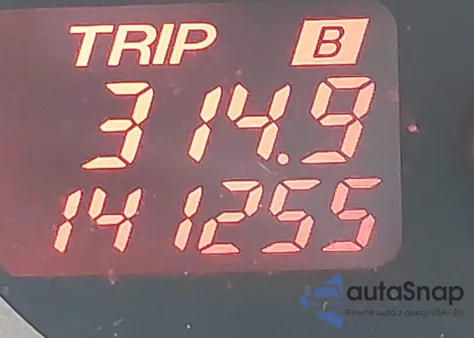 TRIP B
314.9
141255
autaSnap
Pewne auta z aukcji USA i EU